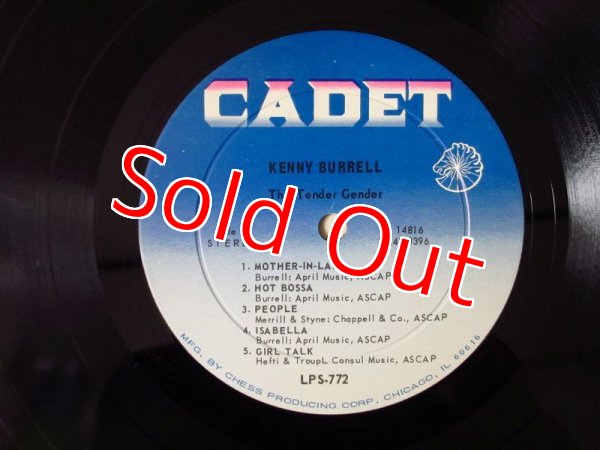 CADET
KENNY BURRELL
The Tender Gender
STEREO
14816
1. MOTHER-IN-LA
Burrell: April Music, ASCAP
2. HOT BOSSA
Burrell: April Music, ASCAP
3. PEOPLE
Merrill & Styne: Chappell & Co., ASCAP
4. ISABELLA
Burrell: April Music, ASCAP
5. GIRL TALK
Hefti & Troup L Consul Music, ASCAP
LPS-772
MFG. BY CHESS PRODUCING CORP., CHICAGO, IL 60616
Sold Out